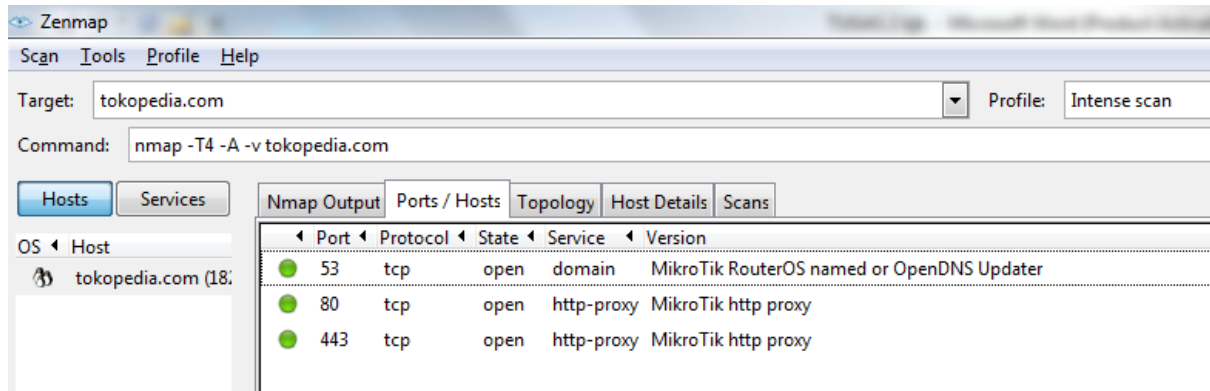 Zenmap
Scan Tools Profile Help
Target: tokopedia.com Profile: Intense scan
Command: nmap -T4 -A -v tokopedia.com
Hosts Services Nmap Output Ports / Hosts Topology Host Details Scans
OS Host Port Protocol State Service Version
tokopedia.com (182
53 tcp open domain MikroTik RouterOS named or OpenDNS Updater
80 tcp open http-proxy MikroTik http proxy
443 tcp open http-proxy MikroTik http proxy